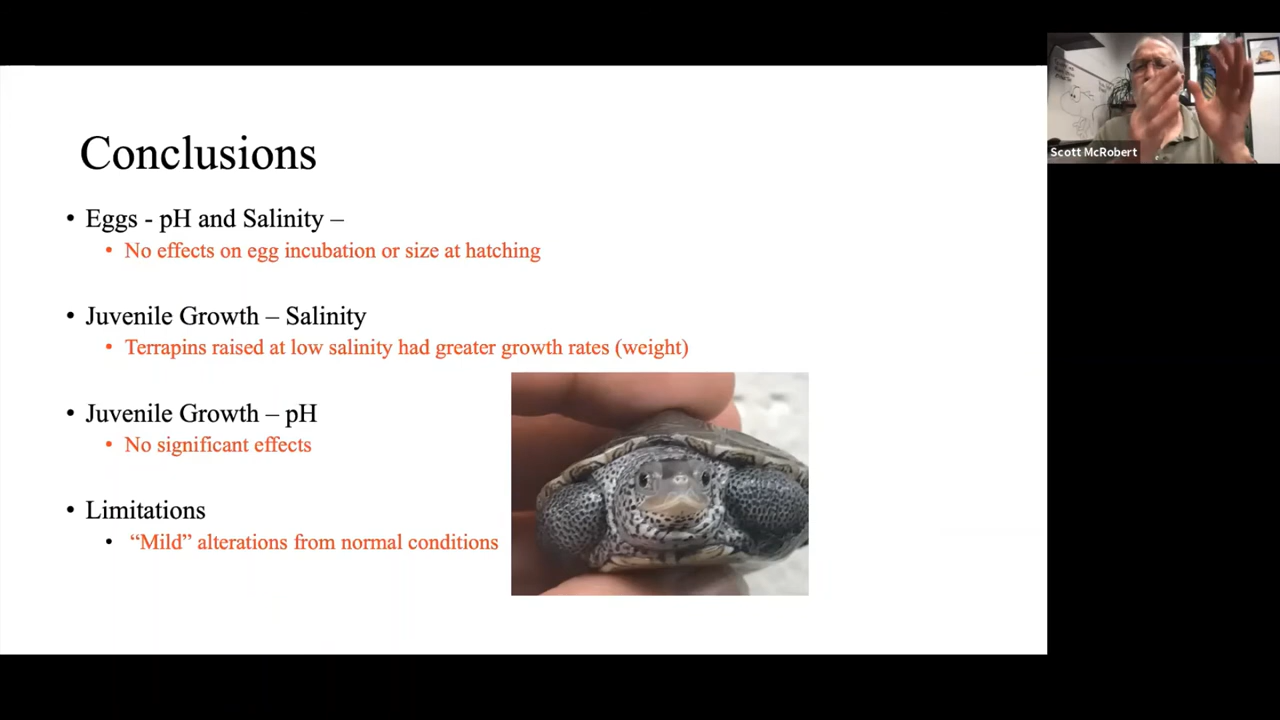 Conclusions
• Eggs - pH and Salinity –
• No effects on egg incubation or size at hatching
• Juvenile Growth – Salinity
• Terrapins raised at low salinity had greater growth rates (weight)
• Juvenile Growth – pH
• No significant effects
• Limitations
• “Mild” alterations from normal conditions
Scott McRobert